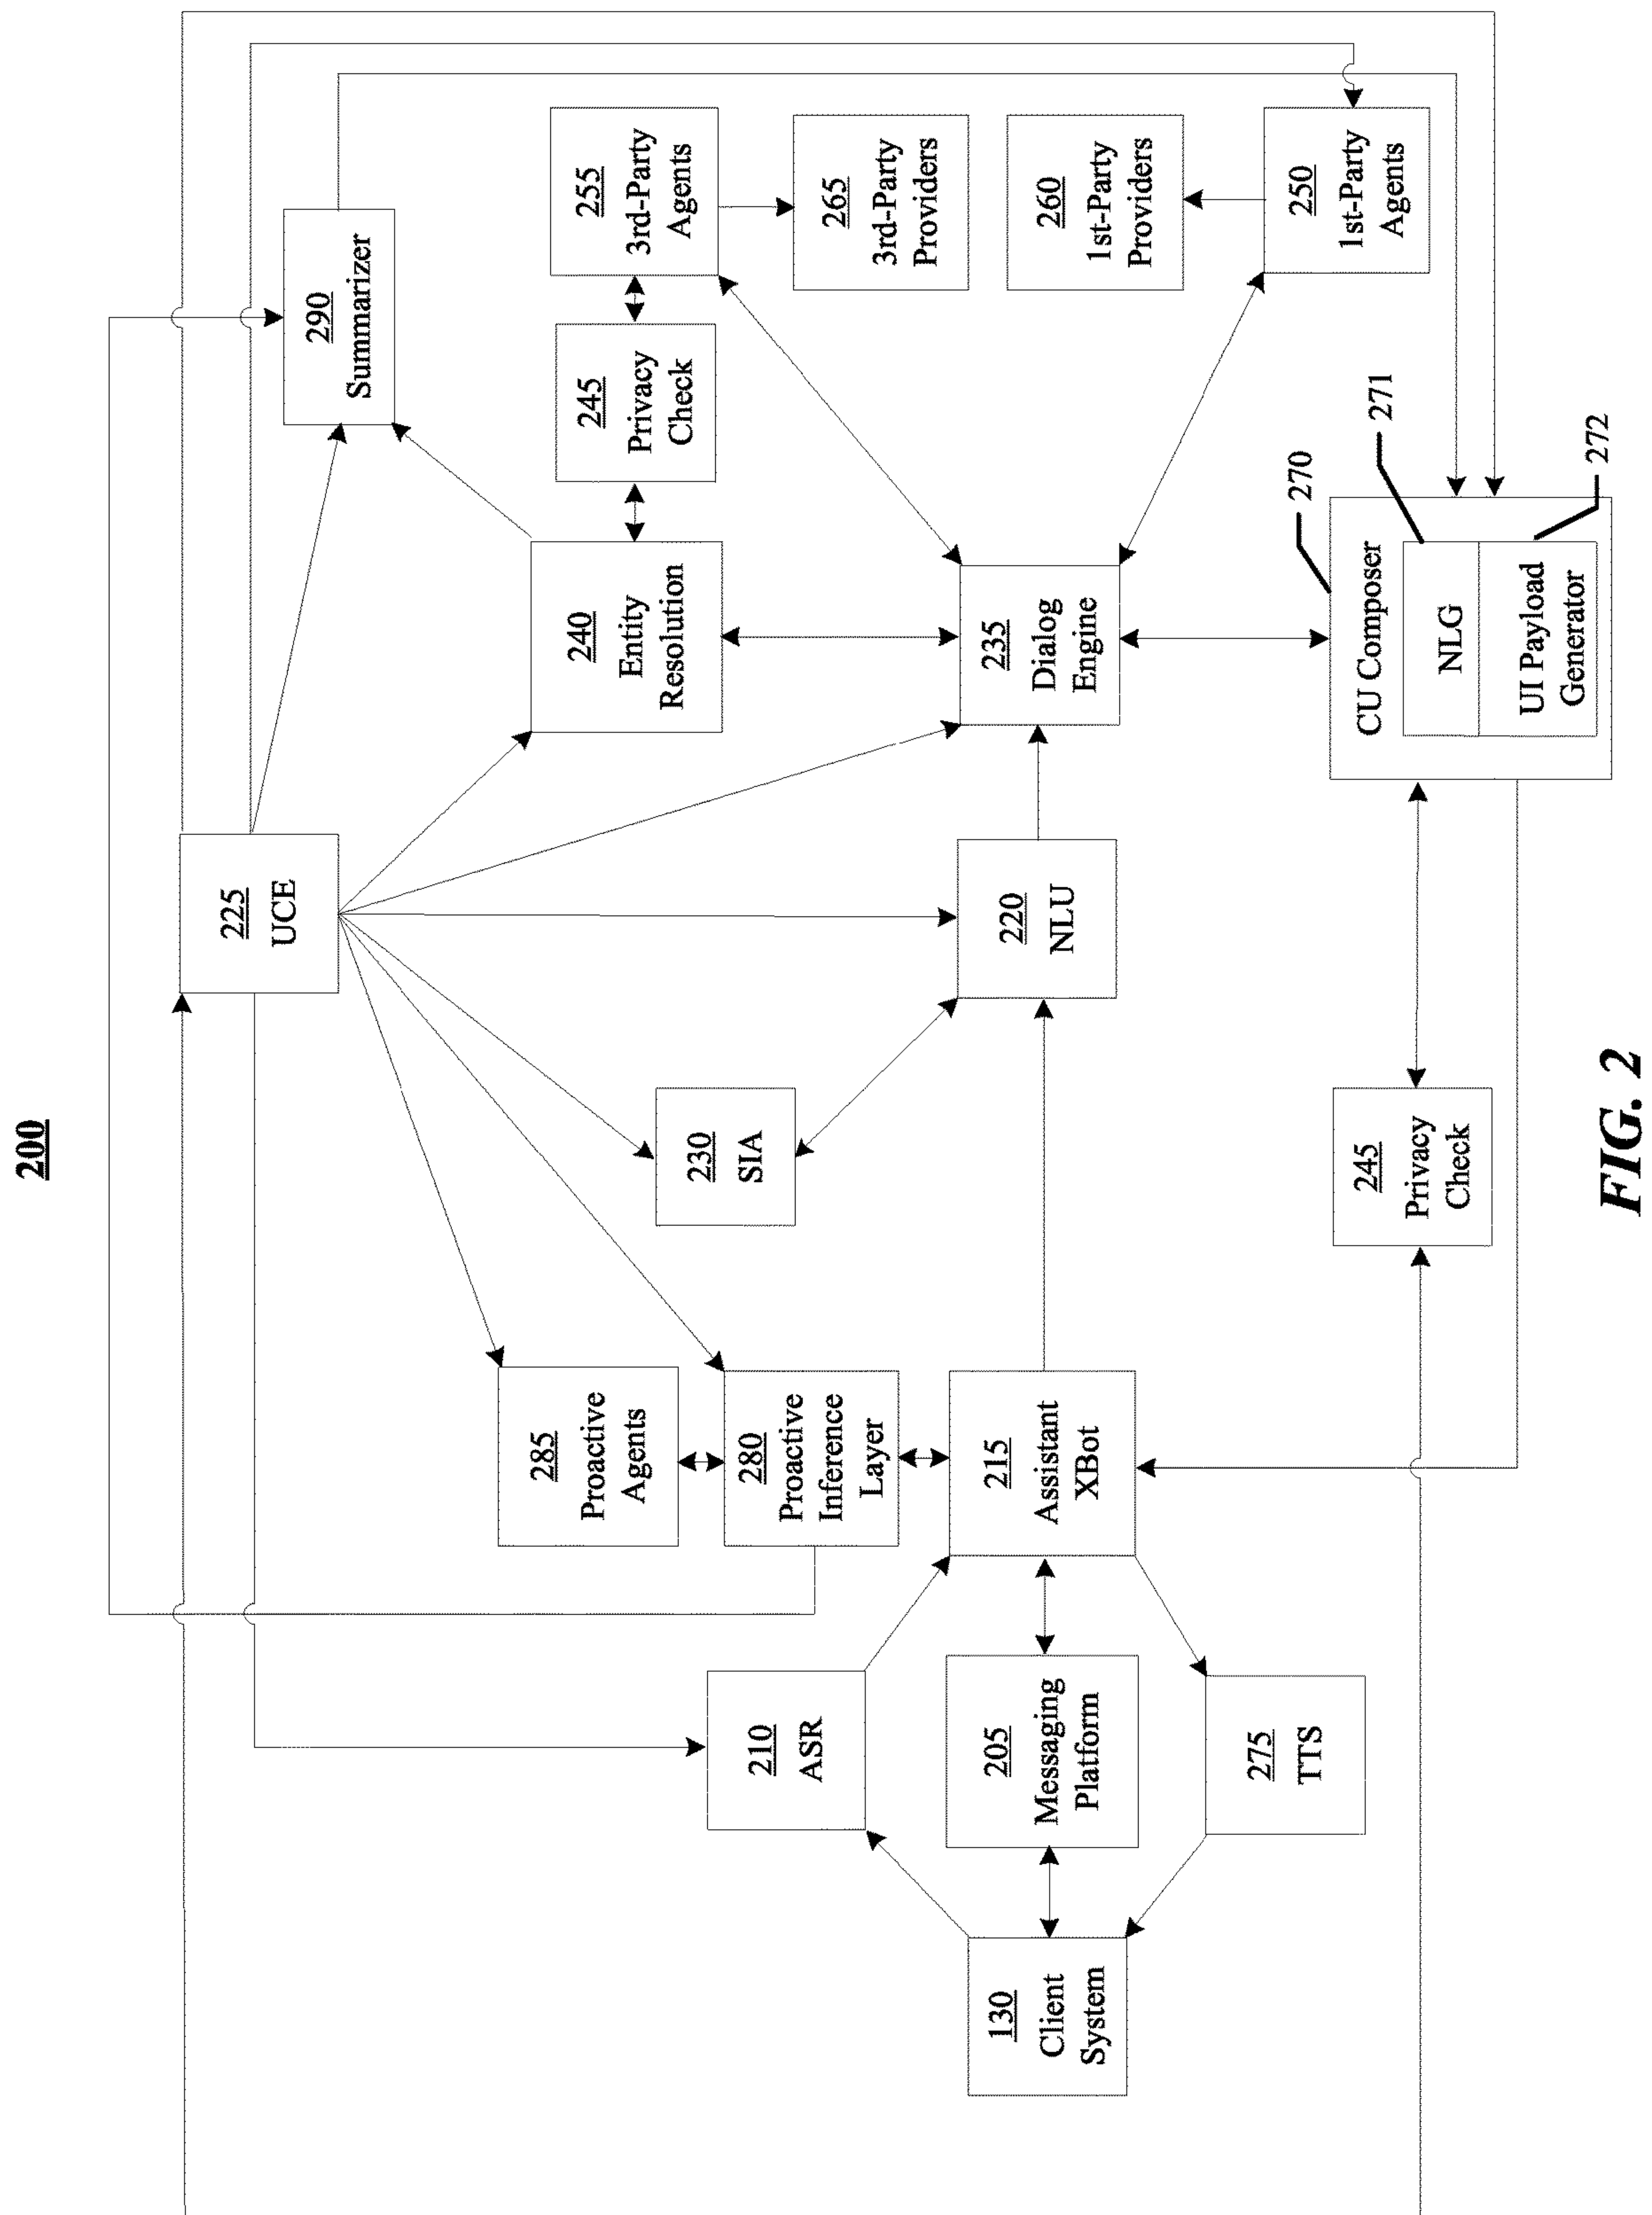 200
225
UCE
290
Summarizer
285
Proactive
Agents
280
Proactive
Inference
Layer
230
SIA
240
Entity
Resolution
245
Privacy
Check
255
3rd-Party
Agents
265
3rd-Party
Providers
260
1st-Party
Providers
250
1st-Party
Agents
210
ASR
130
Client
System
205
Messaging
Platform
215
Assistant
XBot
220
NLU
235
Dialog
Engine
275
TTS
245
Privacy
Check
270
CU Composer
271
NLG
272
UI Payload
Generator
FIG. 2